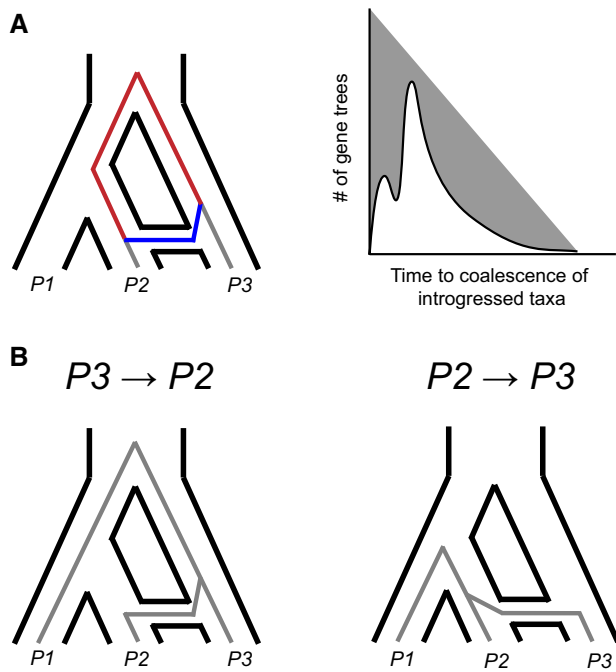 A
# of gene trees
P1
P2
P3
Time to coalescence of
introgressed taxa
B
P3 → P2
P2 → P3
P1
P2
P3
P1
P2
P3